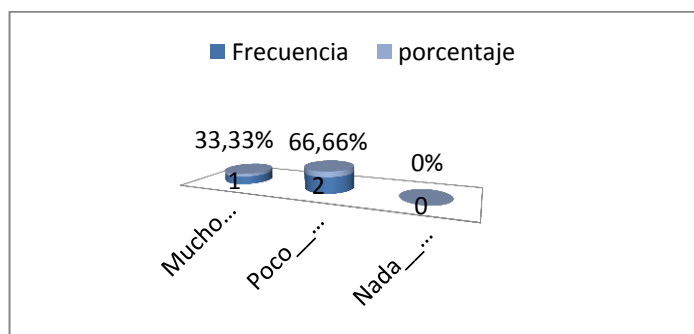 Frecuencia porcentaje
33,33% 66,66% 0%
1 2 0
Mucho...
Poco__...
Nada__...